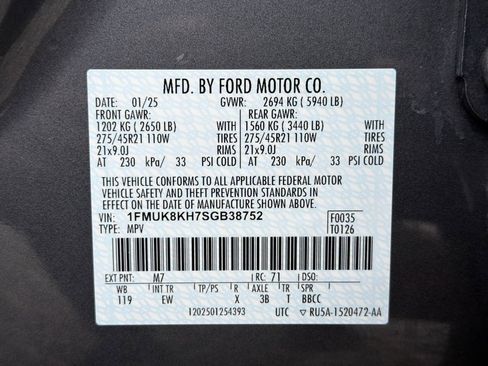 MFD. BY FORD MOTOR CO.
DATE: 01/25 GVWR: 2694 KG ( 5940 LB)
FRONT GAWR: REAR GAWR:
1202 KG ( 2650 LB) WITH 1560 KG ( 3440 LB) WITH
275/45R21 110W TIRES 275/45R21 110W TIRES
21x9.0J RIMS 21x9.0J RIMS
AT 230 kPa/ 33 PSI COLD AT 230 kPa/ 33 PSI COLD
THIS VEHICLE CONFORMS TO ALL APPLICABLE FEDERAL MOTOR
VEHICLE SAFETY AND THEFT PREVENTION STANDARDS IN
EFFECT ON THE DATE OF MANUFACTURE SHOWN ABOVE.
VIN: 1FMUK8KH7SGB38752 F0035
TYPE: MPV T0126
EXT PNT: M7 RC: 71 DSO:
WB INT TR TP/PS R AXLE TR SPR
119 EW X 3B T BBCC
1202501254393 UTC RU5A-1520472-AA